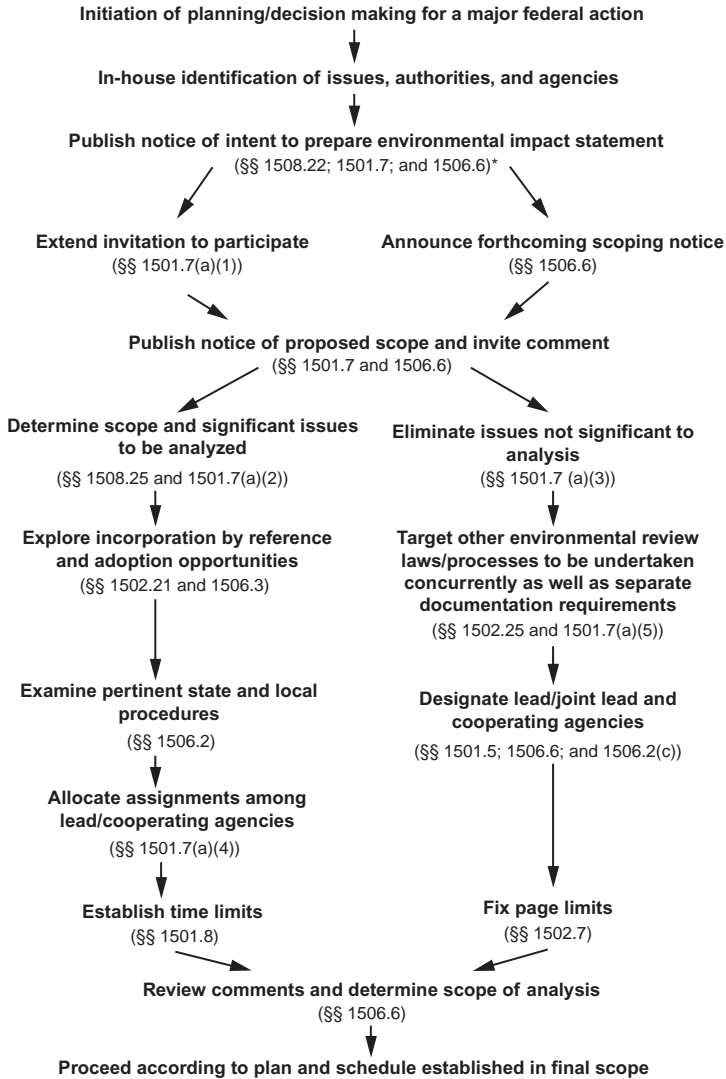 Initiation of planning/decision making for a major federal action
In-house identification of issues, authorities, and agencies
Publish notice of intent to prepare environmental impact statement
(§§ 1508.22; 1501.7; and 1506.6)*
Extend invitation to participate
(§§ 1501.7(a)(1))
Announce forthcoming scoping notice
(§§ 1506.6)
Publish notice of proposed scope and invite comment
(§§ 1501.7 and 1506.6)
Determine scope and significant issues
to be analyzed
(§§ 1508.25 and 1501.7(a)(2))
Eliminate issues not significant to
analysis
(§§ 1501.7 (a)(3))
Explore incorporation by reference
and adoption opportunities
(§§ 1502.21 and 1506.3)
Target other environmental review
laws/processes to be undertaken
concurrently as well as separate
documentation requirements
(§§ 1502.25 and 1501.7(a)(5))
Examine pertinent state and local
procedures
(§§ 1506.2)
Designate lead/joint lead and
cooperating agencies
(§§ 1501.5; 1506.6; and 1506.2(c))
Allocate assignments among
lead/cooperating agencies
(§§ 1501.7(a)(4))
Establish time limits
(§§ 1501.8)
Fix page limits
(§§ 1502.7)
Review comments and determine scope of analysis
(§§ 1506.6)
Proceed according to plan and schedule established in final scope